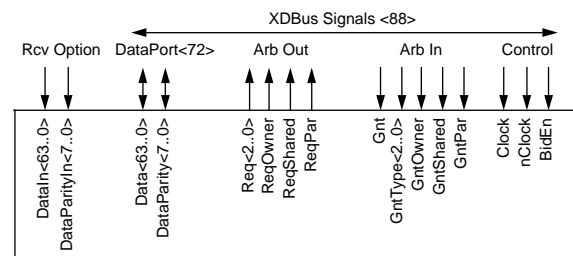 XDBus Signals <88>
Rcv Option DataPort<72> Arb Out Arb In Control
DataIn<63..0>
DataParityIn<7..0>
Data<63..0>
DataParity<7..0>
Req<2..0>
ReqOwner
ReqShared
ReqPar
Gnt
GntType<2..0>
GntOwner
GntShared
GntPar
Clock
nClock
BidEn